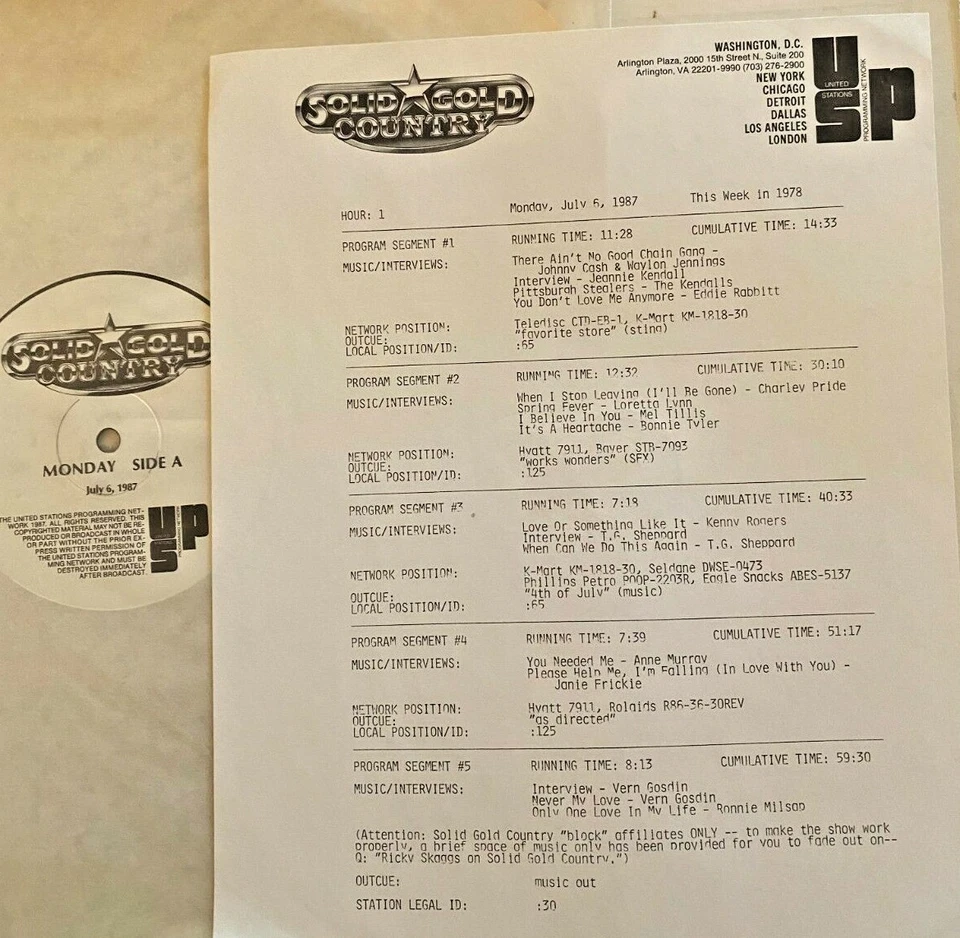 SOLID GOLD
COUNTRY
WASHINGTON, D.C.
Arlington Plaza, 2000 15th Street N., Suite 200
Arlington, VA 22201-9990 (703) 276-2900
NEW YORK
CHICAGO
DETROIT
DALLAS
LOS ANGELES
LONDON
USP
UNITED
STATIONS
PROGRAMMING NETWORK
HOUR: 1 Monday, July 6, 1987 This Week in 1978
PROGRAM SEGMENT #1 RUNNING TIME: 11:28 CUMULATIVE TIME: 14:33
MUSIC/INTERVIEWS: There Ain't No Good Chain Gang -
Johnny Cash & Waylon Jennings
Interview - Jeannie Kendall
Pittsburgh Stealers - The Kendalls
You Don't Love Me Anymore - Eddie Rabbitt
NETWORK POSITION: Teledisc CTD-EB-1, K-Mart KM-1818-30
OUTCUE: "favorite store" (sting)
LOCAL POSITION/ID: :65
PROGRAM SEGMENT #2 RUNNING TIME: 12:32 CUMULATIVE TIME: 30:10
MUSIC/INTERVIEWS: When I Stop Leaving (I'll Be Gone) - Charley Pride
Spring Fever - Loretta Lynn
I Believe In You - Mel Tillis
It's A Heartache - Bonnie Tyler
NETWORK POSITION: Hyatt 7911, Bayer STB-7093
OUTCUE: "works wonders" (SFX)
LOCAL POSITION/ID: :125
PROGRAM SEGMENT #3 RUNNING TIME: 7:18 CUMULATIVE TIME: 40:33
MUSIC/INTERVIEWS: Love Or Something Like It - Kenny Rogers
Interview - T.G. Sheppard
When Can We Do This Again - T.G. Sheppard
NETWORK POSITION: K-Mart KM-1818-30, Seldane DWSE-0473
Phillips Petro POOP-2203R, Eagle Snacks ABES-5137
OUTCUE: "4th of July" (music)
LOCAL POSITION/ID: :65
PROGRAM SEGMENT #4 RUNNING TIME: 7:39 CUMULATIVE TIME: 51:17
MUSIC/INTERVIEWS: You Needed Me - Anne Murray
Please Help Me, I'm Falling (In Love With You) -
Janie Frickie
NETWORK POSITION: Hyatt 7911, Rolaids R86-36-30REV
OUTCUE: "as directed"
LOCAL POSITION/ID: :125
PROGRAM SEGMENT #5 RUNNING TIME: 8:13 CUMULATIVE TIME: 59:30
MUSIC/INTERVIEWS: Interview - Vern Gosdin
Never My Love - Vern Gosdin
Only One Love In My Life - Ronnie Milsap
(Attention: Solid Gold Country "block" affiliates ONLY -- to make the show work
properly, a brief space of music only has been provided for you to fade out on--
Q: "Ricky Skaggs on Solid Gold Country.")
OUTCUE: music out
STATION LEGAL ID: :30
SOLID GOLD
COUNTRY
MONDAY SIDE A
July 6, 1987
THE UNITED STATIONS PROGRAMMING NET-
WORK 1987. ALL RIGHTS RESERVED. THIS
COPYRIGHTED MATERIAL MAY NOT BE RE-
PRODUCED OR BROADCAST IN WHOLE
OR PART WITHOUT THE PRIOR EX-
PRESS WRITTEN PERMISSION OF
THE UNITED STATIONS PROGRAM-
MING NETWORK AND MUST BE
DESTROYED IMMEDIATELY
AFTER BROADCAST.
USP